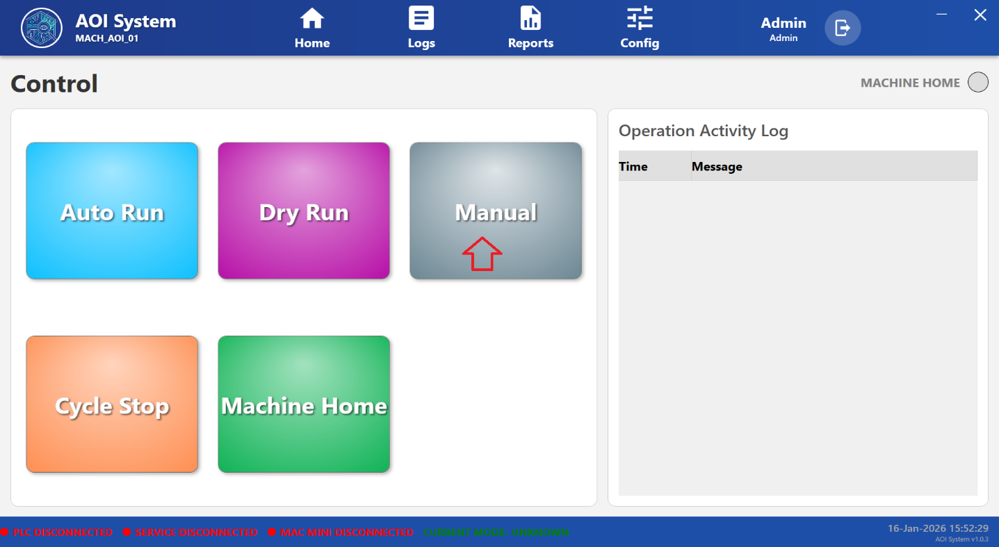 AOI System
MACH_AOI_01
Home
Logs
Reports
Config
Admin
Admin
Control
MACHINE HOME
Auto Run
Dry Run
Manual
Cycle Stop
Machine Home
Operation Activity Log
Time Message
PLC DISCONNECTED SERVICE DISCONNECTED MAC MINI DISCONNECTED CURRENT MODE: UNKNOWN
16-Jan-2026 15:52:29
AOI System v1.0.3